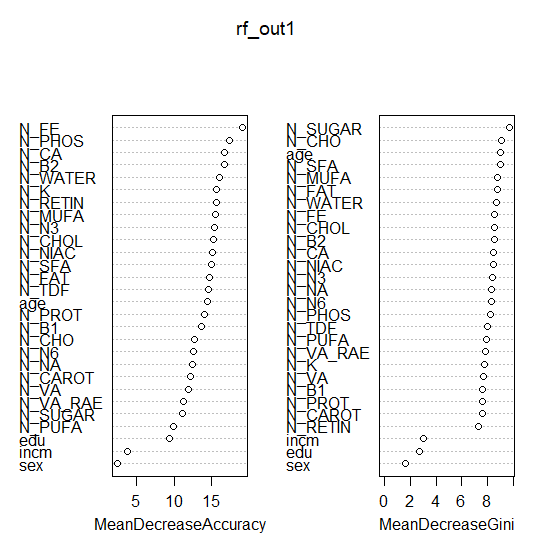 rf_out1
N_FE
N_PHOS
N_CA
N_B2
N_WATER
N_K
N_RETIN
N_MUFA
N_N3
N_CHOL
N_NIAC
N_SFA
N_FAT
N_TDF
age
N_PROT
N_B1
N_CHO
N_N6
N_NA
N_CAROT
N_VA
N_VA_RAE
N_SUGAR
N_PUFA
edu
incm
sex
5 10 15
MeanDecreaseAccuracy
N_SUGAR
N_CHO
age
N_SFA
N_MUFA
N_FAT
N_WATER
N_FE
N_CHOL
N_B2
N_CA
N_NIAC
N_N3
N_NA
N_N6
N_PHOS
N_TDF
N_PUFA
N_VA_RAE
N_K
N_VA
N_B1
N_PROT
N_CAROT
N_RETIN
incm
edu
sex
0 2 4 6 8
MeanDecreaseGini